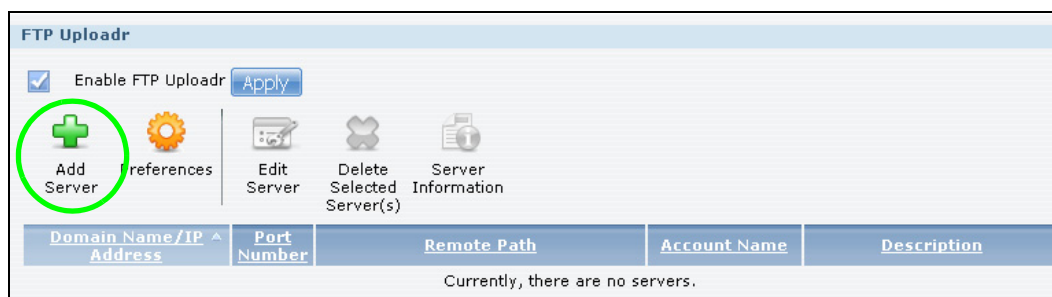 FTP Uploadr
Enable FTP Uploadr Apply
Add Server
Preferences
Edit Server
Delete Selected Server(s)
Server Information
Domain Name/IP Address
Port Number
Remote Path
Account Name
Description
Currently, there are no servers.